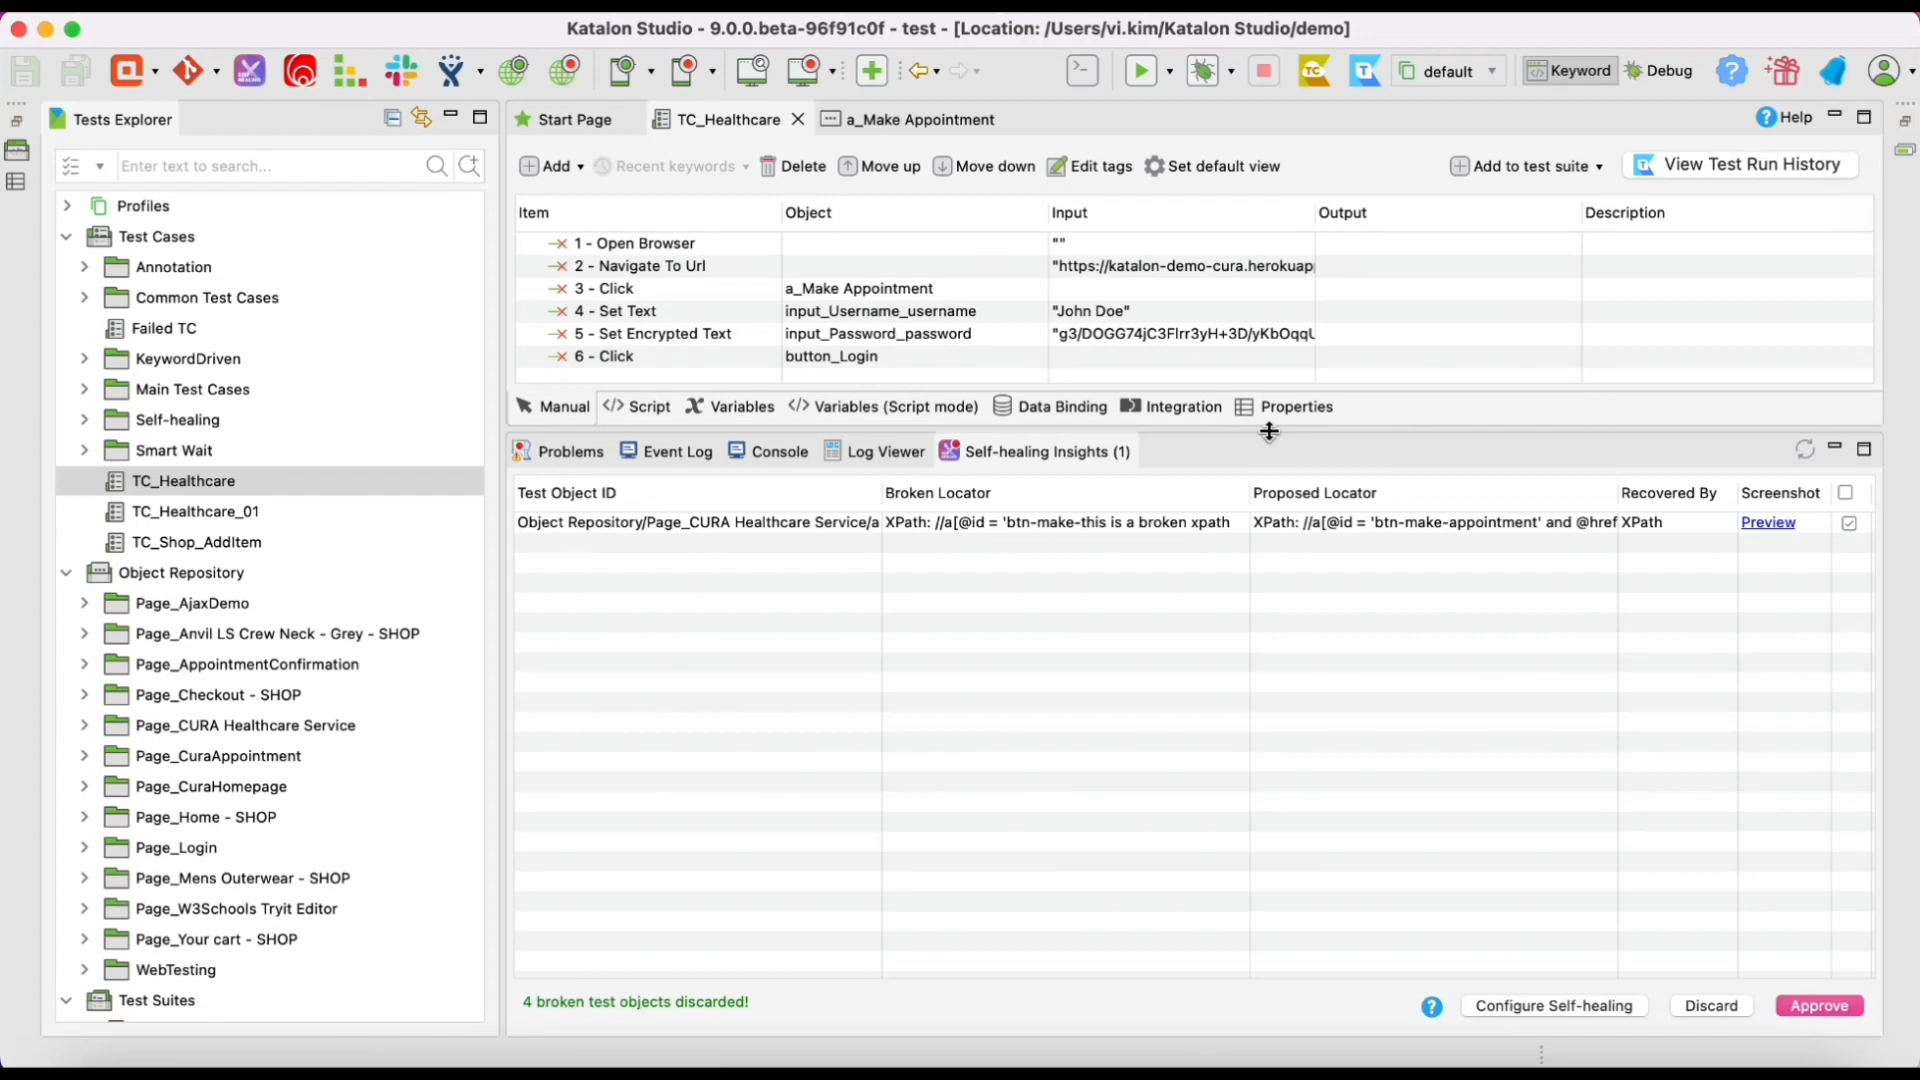 Katalon Studio - 9.0.0.beta-96f91c0f - test - [Location: /Users/vi.kim/Katalon Studio/demo]
default
Keyword
Debug
Tests Explorer
Enter text to search...
Profiles
Test Cases
Annotation
Common Test Cases
Failed TC
KeywordDriven
Main Test Cases
Self-healing
Smart Wait
TC_Healthcare
TC_Healthcare_01
TC_Shop_AddItem
Object Repository
Page_AjaxDemo
Page_Anvil LS Crew Neck - Grey - SHOP
Page_AppointmentConfirmation
Page_Checkout - SHOP
Page_CURA Healthcare Service
Page_CuraAppointment
Page_CuraHomepage
Page_Home - SHOP
Page_Login
Page_Mens Outerwear - SHOP
Page_W3Schools Tryit Editor
Page_Your cart - SHOP
WebTesting
Test Suites
Start Page TC_Healthcare a_Make Appointment Help
Add Recent keywords Delete Move up Move down Edit tags Set default view Add to test suite View Test Run History
Item Object Input Output Description
1 - Open Browser ""
2 - Navigate To Url "https://katalon-demo-cura.herokuap
3 - Click a_Make Appointment
4 - Set Text input_Username_username "John Doe"
5 - Set Encrypted Text input_Password_password
6 - Click button_Login
Manual Script Variables Variables (Script mode) Data Binding Integration Properties
Problems Event Log Console Log Viewer Self-healing Insights (1)
Test Object ID Broken Locator Proposed Locator Recovered By Screenshot
Object Repository/Page_CURA Healthcare Service/a XPath: //a[@id = 'btn-make-this is a broken xpath XPath: //a[@id = 'btn-make-appointment' and @href XPath Preview
4 broken test objects discarded!
Configure Self-healing Discard Approve